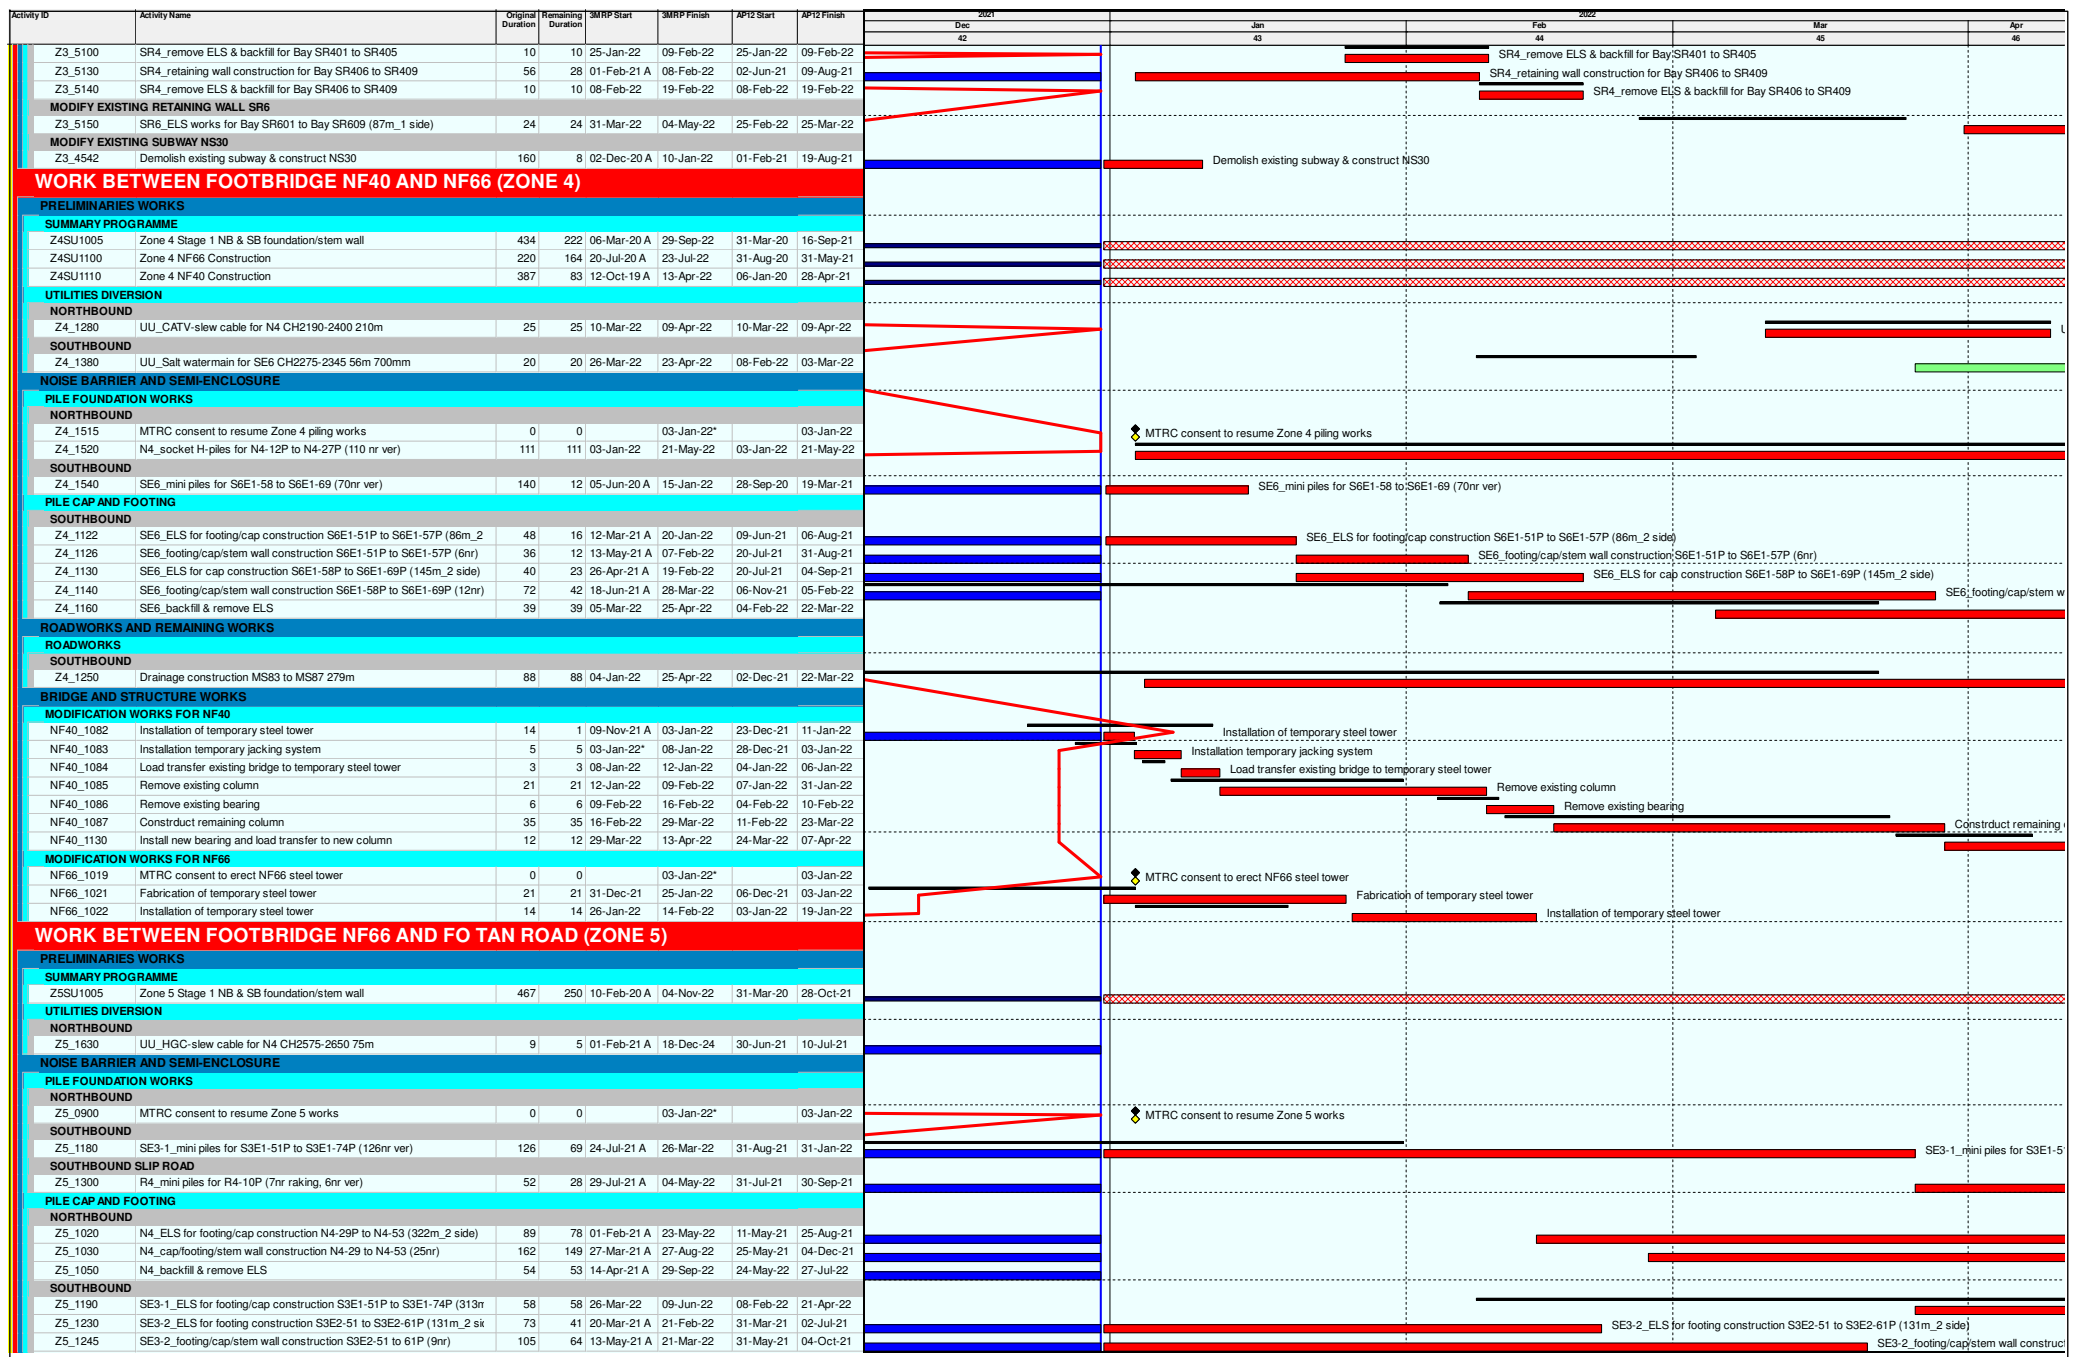 Activity ID Activity Name Original Duration Remaining Duration 3MRP Start 3MRP Finish AP12 Start AP12 Finish 2021 2022
Dec Jan Feb Mar Apr
42 43 44 45 46
Z3_5100 SR4_remove ELS & backfill for Bay SR401 to SR405 10 10 25-Jan-22 09-Feb-22 25-Jan-22 09-Feb-22 SR4_remove ELS & backfill for Bay SR401 to SR405
Z3_5130 SR4_retaining wall construction for Bay SR406 to SR409 56 28 01-Feb-21 A 08-Feb-22 02-Jun-21 09-Aug-21 SR4_retaining wall construction for Bay SR406 to SR409
Z3_5140 SR4_remove ELS & backfill for Bay SR406 to SR409 10 10 08-Feb-22 19-Feb-22 08-Feb-22 19-Feb-22 SR4_remove ELS & backfill for Bay SR406 to SR409
MODIFY EXISTING RETAINING WALL SR6
Z3_5150 SR6_ELS works for Bay SR601 to Bay SR609 (87m_1 side) 24 24 31-Mar-22 04-May-22 25-Feb-22 25-Mar-22
MODIFY EXISTING SUBWAY NS30
Z3_4542 Demolish existing subway & construct NS30 160 8 02-Dec-20 A 10-Jan-22 01-Feb-21 19-Aug-21 Demolish existing subway & construct NS30
WORK BETWEEN FOOTBRIDGE NF40 AND NF66 (ZONE 4)
PRELIMINARIES WORKS
SUMMARY PROGRAMME
Z4SU1005 Zone 4 Stage 1 NB & SB foundation/stem wall 434 222 06-Mar-20 A 29-Sep-22 31-Mar-20 16-Sep-21
Z4SU1100 Zone 4 NF66 Construction 220 164 20-Jul-20 A 23-Jul-22 31-Aug-20 31-May-21
Z4SU1110 Zone 4 NF40 Construction 387 83 12-Oct-19 A 13-Apr-22 06-Jan-20 28-Apr-21
UTILITIES DIVERSION
NORTHBOUND
Z4_1280 UU_CATV-slew cable for N4 CH2190-2400 210m 25 25 10-Mar-22 09-Apr-22 10-Mar-22 09-Apr-22
SOUTHBOUND
Z4_1380 UU_Salt watermain for SE6 CH2275-2345 56m 700mm 20 20 26-Mar-22 23-Apr-22 08-Feb-22 03-Mar-22
NOISE BARRIER AND SEMI-ENCLOSURE
PILE FOUNDATION WORKS
NORTHBOUND
Z4_1515 MTRC consent to resume Zone 4 piling works 0 0 03-Jan-22* 03-Jan-22 MTRC consent to resume Zone 4 piling works
Z4_1520 N4_socket H-piles for N4-12P to N4-27P (110 nr ver) 111 111 03-Jan-22 21-May-22 03-Jan-22 21-May-22
SOUTHBOUND
Z4_1540 SE6_mini piles for S6E1-58 to S6E1-69 (70nr ver) 140 12 05-Jun-20 A 15-Jan-22 28-Sep-20 19-Mar-21 SE6_mini piles for S6E1-58 to S6E1-69 (70nr ver)
PILE CAP AND FOOTING
SOUTHBOUND
Z4_1122 SE6_ELS for footing/cap construction S6E1-51P to S6E1-57P (86m_2 48 16 12-Mar-21 A 20-Jan-22 09-Jun-21 06-Aug-21 SE6_ELS for footing/cap construction S6E1-51P to S6E1-57P (86m_2 side)
Z4_1126 SE6_footing/cap/stem wall construction S6E1-51P to S6E1-57P (6nr) 36 12 13-May-21 A 07-Feb-22 20-Jul-21 31-Aug-21 SE6_footing/cap/stem wall construction S6E1-51P to S6E1-57P (6nr)
Z4_1130 SE6_ELS for cap construction S6E1-58P to S6E1-69P (145m_2 side) 40 23 26-Apr-21 A 19-Feb-22 20-Jul-21 04-Sep-21 SE6_ELS for cap construction S6E1-58P to S6E1-69P (145m_2 side)
Z4_1140 SE6_footing/cap/stem wall construction S6E1-58P to S6E1-69P (12nr) 72 42 18-Jun-21 A 28-Mar-22 06-Nov-21 05-Feb-22 SE6_footing/cap/stem w
Z4_1160 SE6_backfill & remove ELS 39 39 05-Mar-22 25-Apr-22 04-Feb-22 22-Mar-22
ROADWORKS AND REMAINING WORKS
ROADWORKS
SOUTHBOUND
Z4_1250 Drainage construction MS83 to MS87 279m 88 88 04-Jan-22 25-Apr-22 02-Dec-21 22-Mar-22
BRIDGE AND STRUCTURE WORKS
MODIFICATION WORKS FOR NF40
NF40_1082 Installation of temporary steel tower 14 1 09-Nov-21 A 03-Jan-22 23-Dec-21 11-Jan-22 Installation of temporary steel tower
NF40_1083 Installation temporary jacking system 5 5 03-Jan-22* 08-Jan-22 28-Dec-21 03-Jan-22 Installation temporary jacking system
NF40_1084 Load transfer existing bridge to temporary steel tower 3 3 08-Jan-22 12-Jan-22 04-Jan-22 06-Jan-22 Load transfer existing bridge to temporary steel tower
NF40_1085 Remove existing column 21 21 12-Jan-22 09-Feb-22 07-Jan-22 31-Jan-22 Remove existing column
NF40_1086 Remove existing bearing 6 6 09-Feb-22 16-Feb-22 04-Feb-22 10-Feb-22 Remove existing bearing
NF40_1087 Constrduct remaining column 35 35 16-Feb-22 29-Mar-22 11-Feb-22 23-Mar-22 Constrduct remaining
NF40_1130 Install new bearing and load transfer to new column 12 12 29-Mar-22 13-Apr-22 24-Mar-22 07-Apr-22
MODIFICATION WORKS FOR NF66
NF66_1019 MTRC consent to erect NF66 steel tower 0 0 03-Jan-22* 03-Jan-22 MTRC consent to erect NF66 steel tower
NF66_1021 Fabrication of temporary steel tower 21 21 31-Dec-21 25-Jan-22 06-Dec-21 03-Jan-22 Fabrication of temporary steel tower
NF66_1022 Installation of temporary steel tower 14 14 26-Jan-22 14-Feb-22 03-Jan-22 19-Jan-22 Installation of temporary steel tower
WORK BETWEEN FOOTBRIDGE NF66 AND FO TAN ROAD (ZONE 5)
PRELIMINARIES WORKS
SUMMARY PROGRAMME
Z5SU1005 Zone 5 Stage 1 NB & SB foundation/stem wall 467 250 10-Feb-20 A 04-Nov-22 31-Mar-20 28-Oct-21
UTILITIES DIVERSION
NORTHBOUND
Z5_1630 UU_HGC-slew cable for N4 CH2575-2650 75m 9 5 01-Feb-21 A 18-Dec-24 30-Jun-21 10-Jul-21
NOISE BARRIER AND SEMI-ENCLOSURE
PILE FOUNDATION WORKS
NORTHBOUND
Z5_0900 MTRC consent to resume Zone 5 works 0 0 03-Jan-22* 03-Jan-22 MTRC consent to resume Zone 5 works
SOUTHBOUND
Z5_1180 SE3-1_mini piles for S3E1-51P to S3E1-74P (126nr ver) 126 69 24-Jul-21 A 26-Mar-22 31-Aug-21 31-Jan-22 SE3-1_mini piles for S3E1-5
SOUTHBOUND SLIP ROAD
Z5_1300 R4_mini piles for R4-10P (7nr raking, 6nr ver) 52 28 29-Jul-21 A 04-May-22 31-Jul-21 30-Sep-21
PILE CAP AND FOOTING
NORTHBOUND
Z5_1020 N4_ELS for footing/cap construction N4-29P to N4-53 (322m_2 side) 89 78 01-Feb-21 A 23-May-22 11-May-21 25-Aug-21
Z5_1030 N4_cap/footing/stem wall construction N4-29 to N4-53 (25nr) 162 149 27-Mar-21 A 27-Aug-22 25-May-21 04-Dec-21
Z5_1050 N4_backfill & remove ELS 54 53 14-Apr-21 A 29-Sep-22 24-May-22 27-Jul-22
SOUTHBOUND
Z5_1190 SE3-1_ELS for footing/cap construction S3E1-51P to S3E1-74P (313m 58 58 26-Mar-22 09-Jun-22 08-Feb-22 21-Apr-22
Z5_1230 SE3-2_ELS for footing construction S3E2-51 to S3E2-61P (131m_2 si 73 41 20-Mar-21 A 21-Feb-22 31-Mar-21 02-Jul-21 SE3-2_ELS for footing construction S3E2-51 to S3E2-61P (131m_2 side)
Z5_1245 SE3-2_footing/cap/stem wall construction S3E2-51 to 61P (9nr) 105 64 13-May-21 A 21-Mar-22 31-May-21 04-Oct-21 SE3-2_footing/cap/stem wall construct